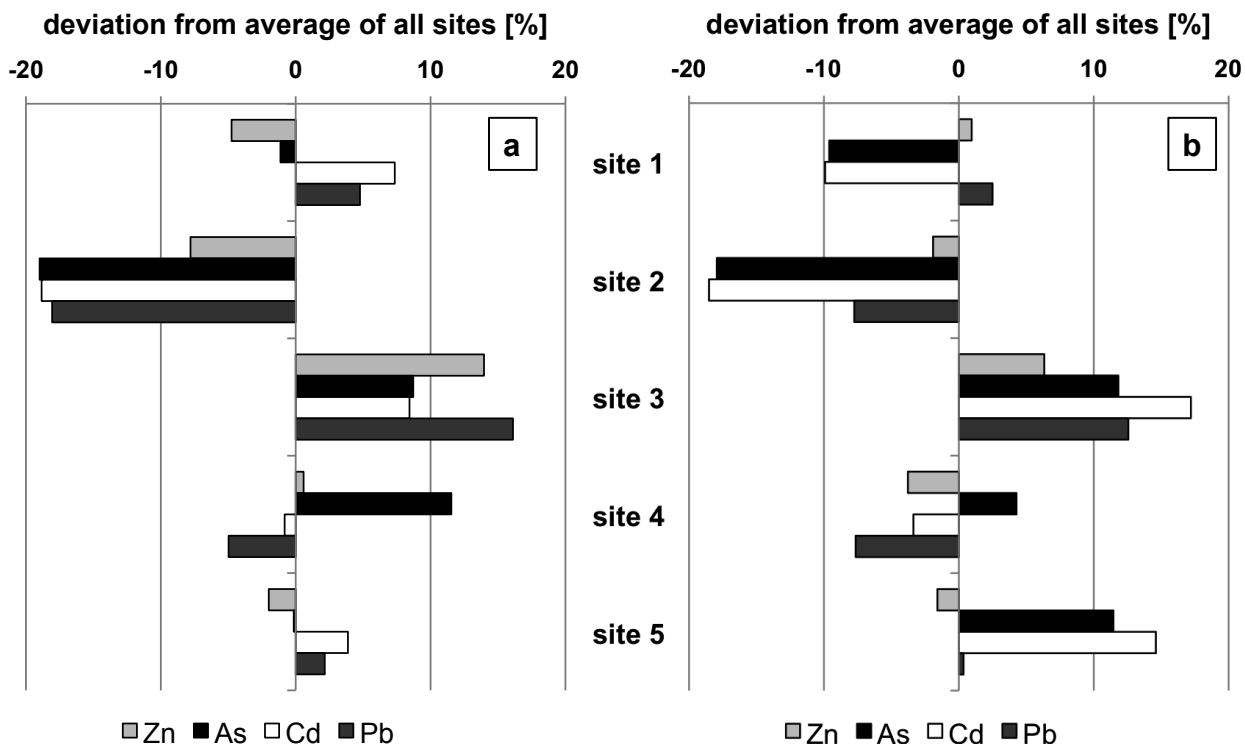 deviation from average of all sites [%]
deviation from average of all sites [%]
-20 -10 0 10 20
-20 -10 0 10 20
a
b
site 1
site 2
site 3
site 4
site 5
Zn As Cd Pb
Zn As Cd Pb